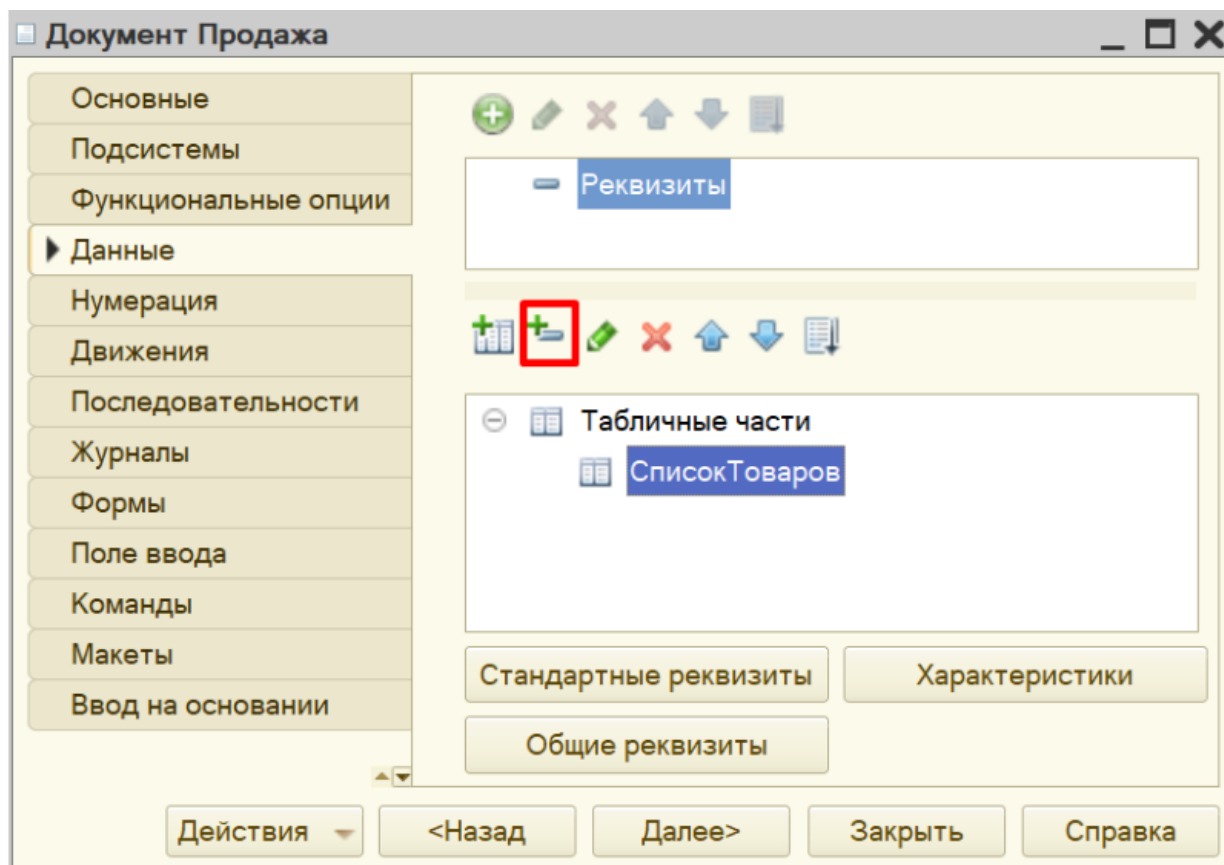 Документ Продажа
Основные
Подсистемы
Функциональные опции
Данные
Нумерация
Движения
Последовательности
Журналы
Формы
Поле ввода
Команды
Макеты
Ввод на основании
Реквизиты
Табличные части
СписокТоваров
Стандартные реквизиты Характеристики
Общие реквизиты
Действия <Назад Далее> Закрыть Справка